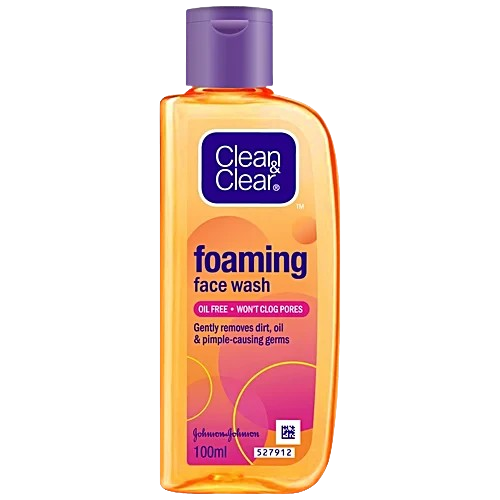 Clean &
Clear®
™
foaming
face wash
OIL FREE • WON'T CLOG PORES
Gently removes dirt, oil
& pimple-causing germs
Johnson & Johnson
100ml
527912